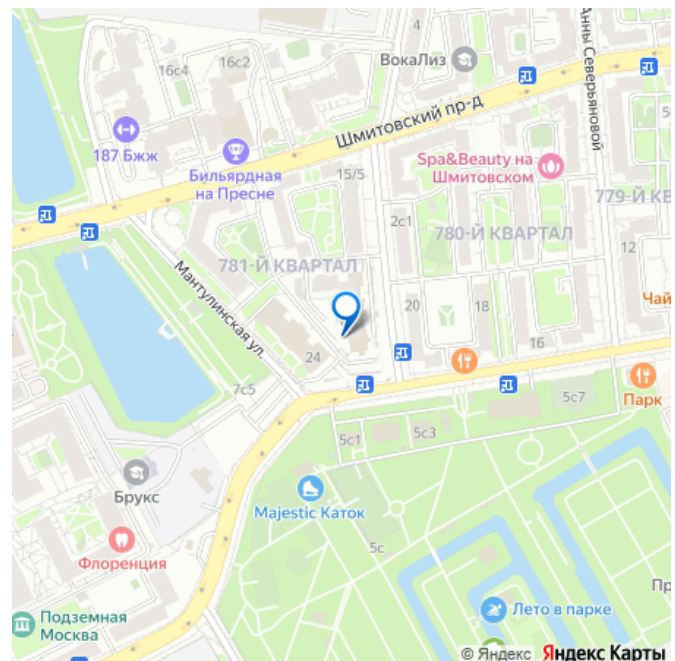 4
16с4
16с2
ВокаЛиз
Анны Северьяновой
Шмитовский пр-д
187 Бжж
Бильярдная
на Пресне
Spa&Beauty на
Шмитовском
15/5
779-Й КВ
2с1
780-Й КВАРТАЛ
781-Й КВАРТАЛ
12
Мантулинская ул.
Чай
20
18
16
24
7с5
5с7
Парк
5с1
5с3
Брукс
Majestic Каток
5с
Флоренция
Пр
Лето в парке
Подземная
Москва
© Яндекс Яндекс Карты